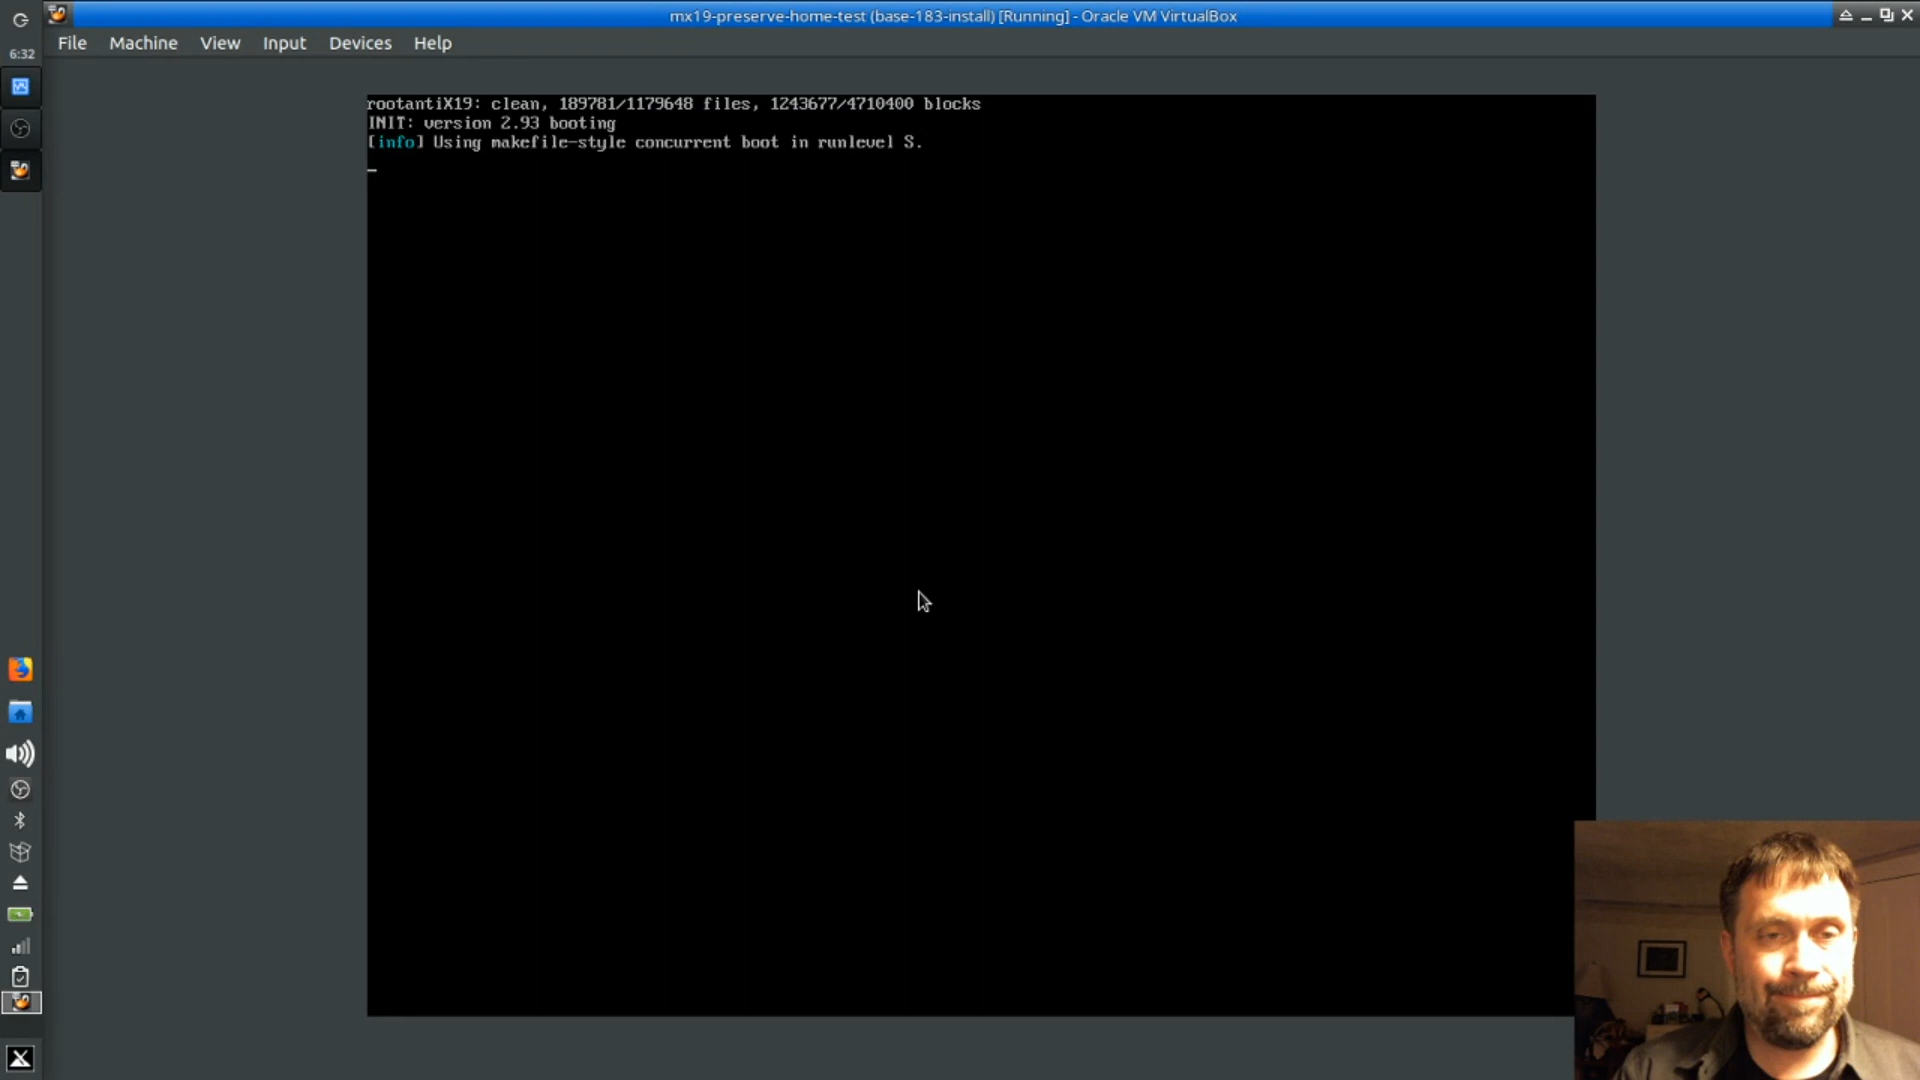 mx19-preserve-home-test (base-183-install) [Running] - Oracle VM VirtualBox
6:32
File Machine View Input Devices Help
rootantiX19: clean, 189781/1179648 files, 1243677/4710400 blocks
INIT: version 2.93 booting
[info] Using makefile-style concurrent boot in runlevel S.